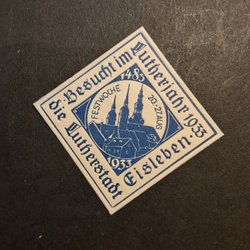 Besucht im
Lutherjahr 1933
die Lutherstadt
Eisleben
1483
FESTWOCHE
20-27 AUG
1933